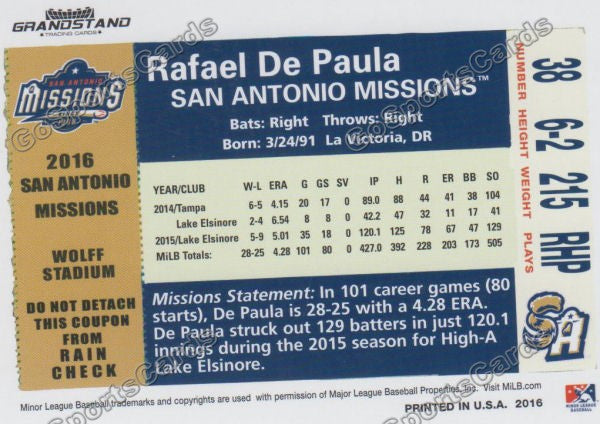 GRANDSTAND
TRADING CARDS
SAN ANTONIO
MISSIONS
2016
SAN ANTONIO
MISSIONS
WOLFF
STADIUM
DO NOT DETACH
THIS COUPON
FROM
RAIN
CHECK
Rafael De Paula
SAN ANTONIO MISSIONS™
Bats: Right Throws: Right
Born: 3/24/91 La Victoria, DR
YEAR/CLUB W-L ERA G GS SV IP H R ER BB SO
2014/Tampa 6-5 4.15 20 17 0 89.0 88 44 41 38 104
Lake Elsinore 2-4 6.54 8 8 0 42.2 47 32 11 17 41
2015/Lake Elsinore 5-9 5.01 35 18 0 120.1 125 78 67 45 129
MiLB Totals: 28-25 4.28 101 80 0 427.0 392 228 203 173 505
Missions Statement: In 101 career games (80
starts), De Paula is 28-25 with a 4.28 ERA.
De Paula struck out 129 batters in just 120.1
innings during the 2015 season for High-A
Lake Elsinore.
NUMBER HEIGHT WEIGHT PLAYS
38 6-2 215 RHP
SA
Minor League Baseball trademarks and copyrights are used with permission of Major League Baseball Properties, Inc. Visit MiLB.com
PRINTED IN U.S.A. 2016
MINOR LEAGUE
BASEBALL
GoSportsCards